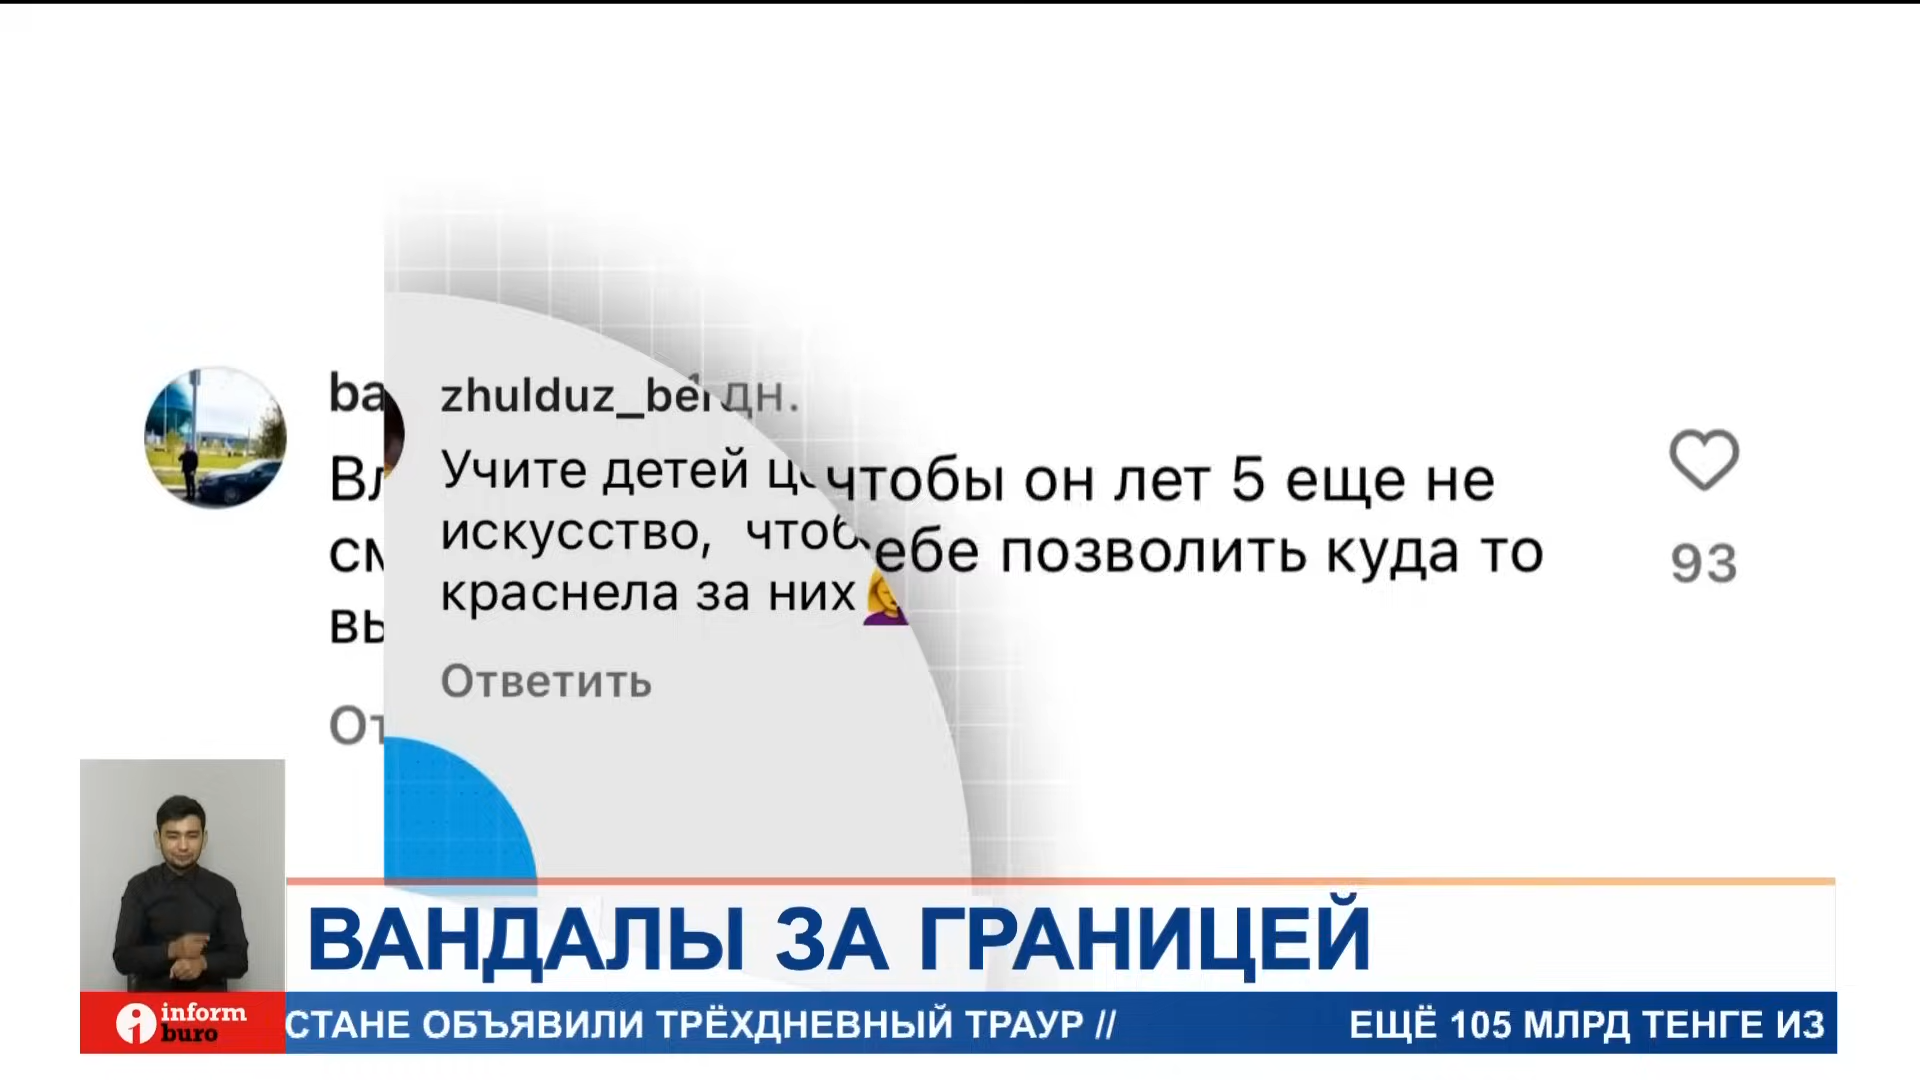 zhulduz_be
дн.
Учите детей
чтобы он лет 5 еще не
искусство,
краснела за них
позволить куда то
93
Ответить
ВАНДАЛЫ ЗА ГРАНИЦЕЙ
inform
buro
СТАНЕ ОБЪЯВИЛИ ТРЁХДНЕВНЫЙ ТРАУР // ЕЩЁ 105 МЛРД ТЕНГЕ ИЗ